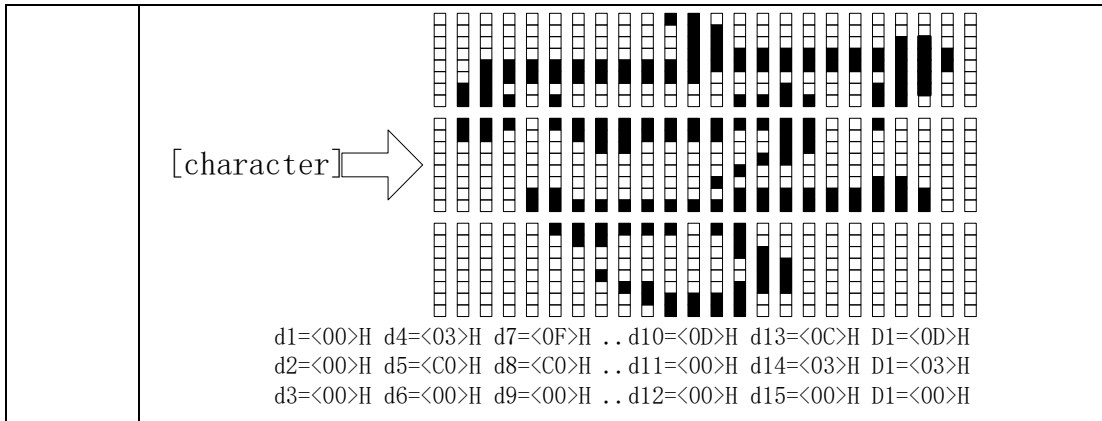 [character]
d1=<00>H d4=<03>H d7=<0F>H ..d10=<0D>H d13=<0C>H D1=<0D>H
d2=<00>H d5=<C0>H d8=<C0>H ..d11=<00>H d14=<03>H D1=<03>H
d3=<00>H d6=<00>H d9=<00>H ..d12=<00>H d15=<00>H D1=<00>H